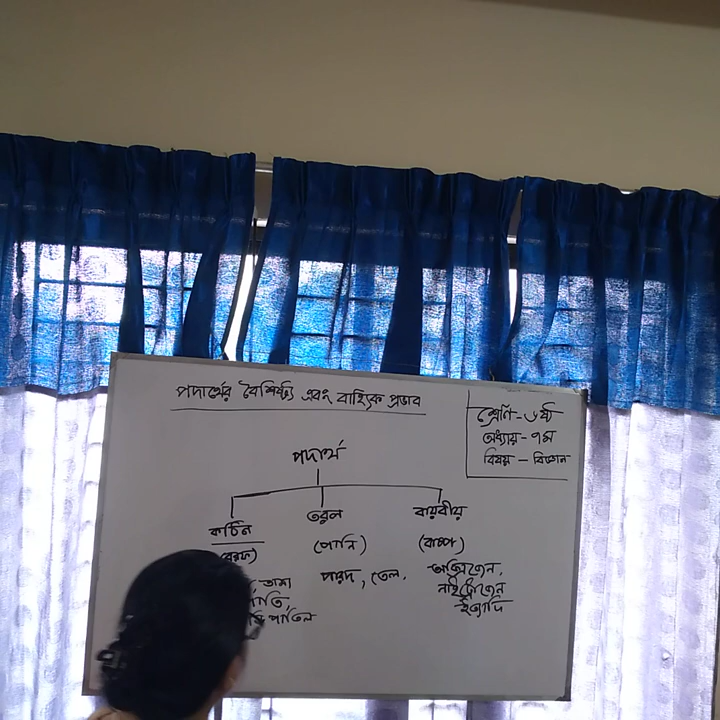 পদার্থের বৈশিষ্ট্য এবং বাহ্যিক প্রভাব
শ্রেণি - ৬ষ্ঠ
অধ্যায় - ৭ম
বিষয় - বিজ্ঞান
পদার্থ
কঠিন
তরল
বায়বীয়
(বরফ)
(পানি)
(বাষ্প)
, তামা
পারদ, তেল,
অক্সিজেন,
নাইট্রোজেন
ইত্যাদি
পাতিল